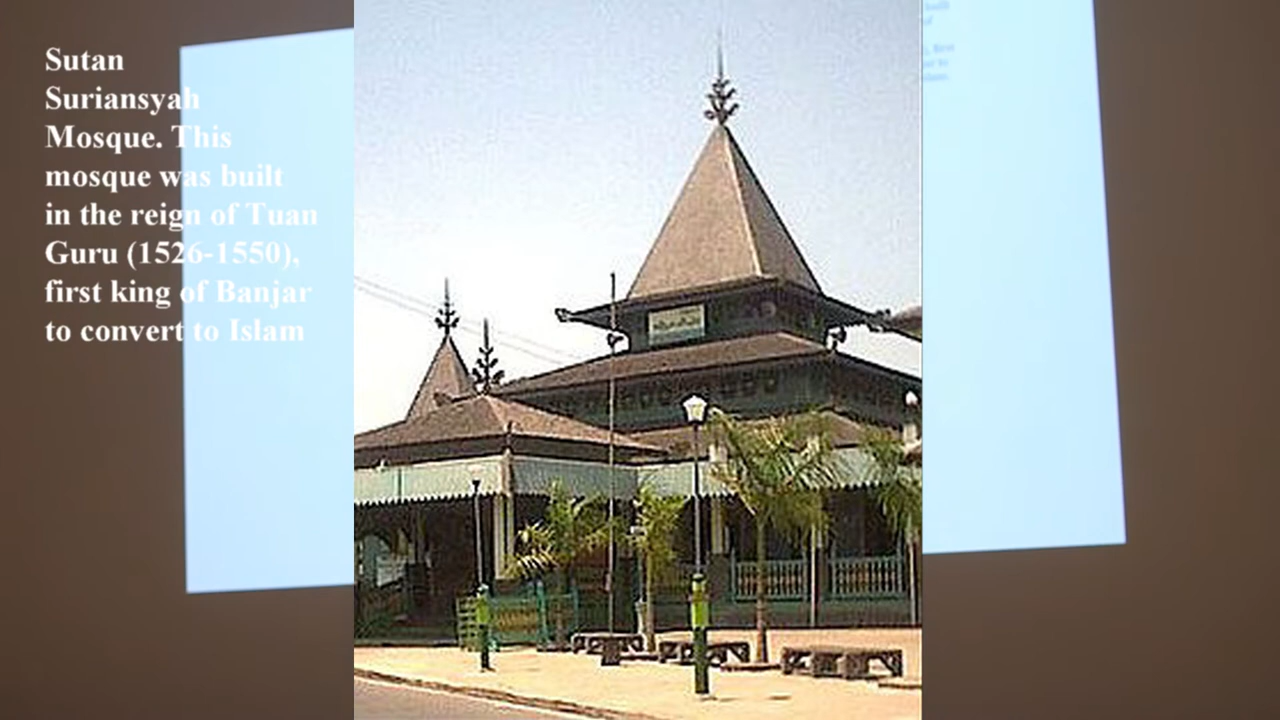 Sutan
Suriansyah
Mosque. This
mosque was built
in the reign of Tuan
Guru (1526-1550),
first king of Banjar
to convert to Islam